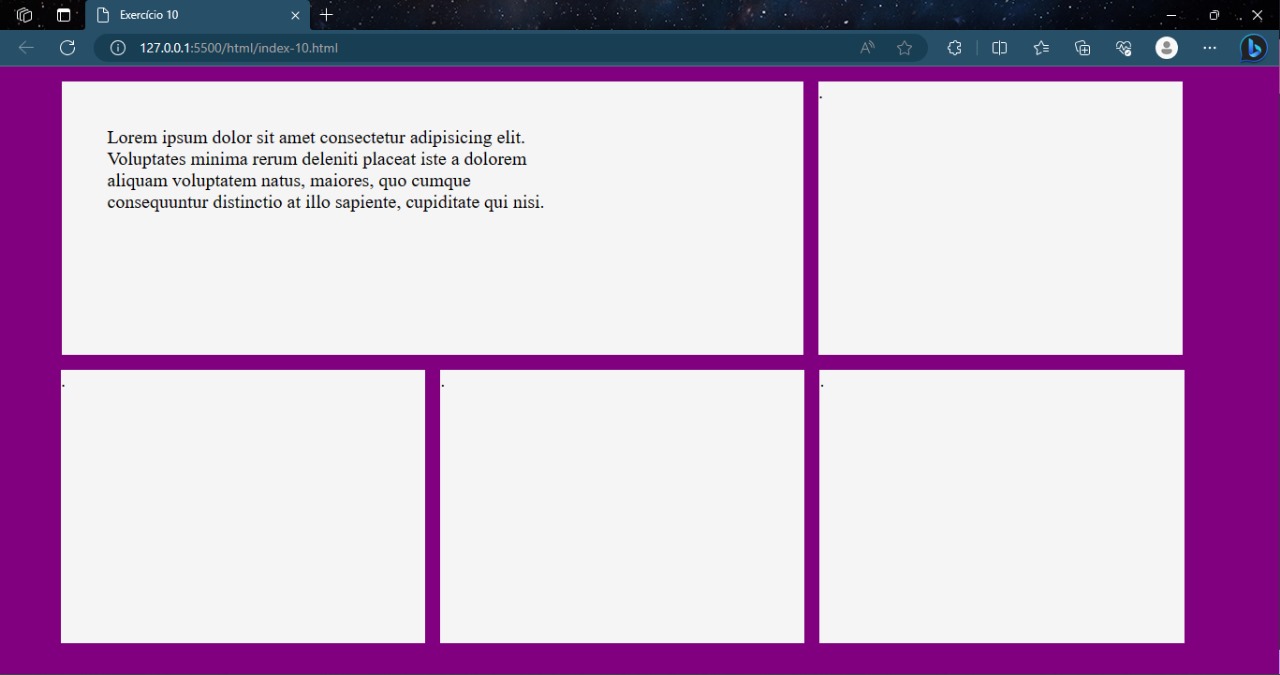 Exercício 10
127.0.0.1:5500/html/index-10.html
Lorem ipsum dolor sit amet consectetur adipisicing elit.
Voluptates minima rerum deleniti placeat iste a dolorem
aliquam voluptatem natus, maiores, quo cumque
consequuntur distinctio at illo sapiente, cupiditate qui nisi.
.
.
.
.